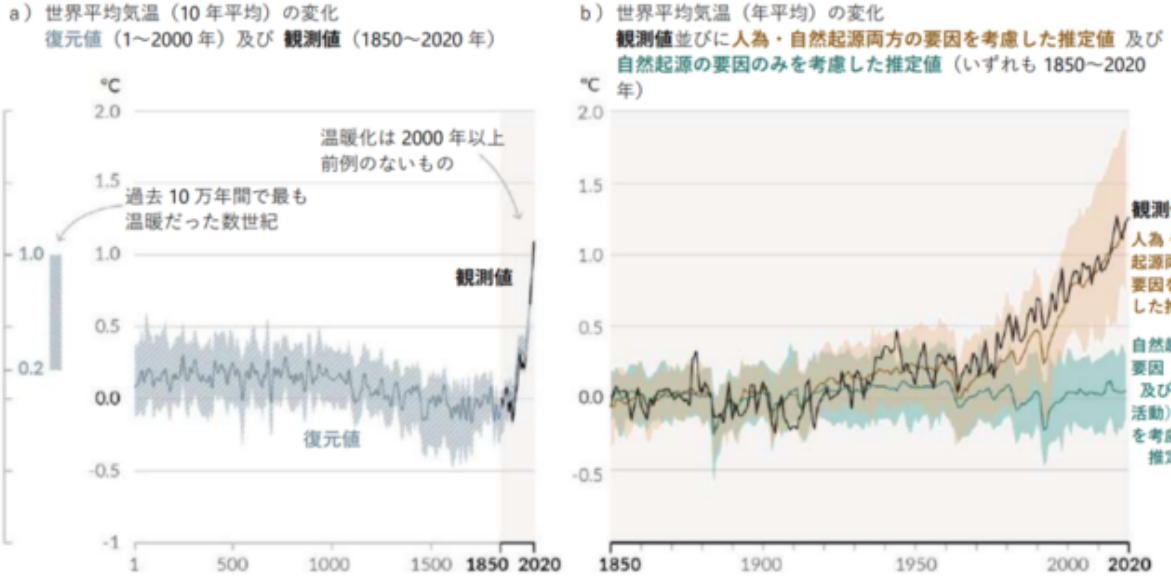 a）世界平均気温（10 年平均）の変化
復元値（1～2000 年）及び 観測値（1850～2020 年）
℃
2.0
1.5
1.0
0.5
0.0
-0.5
-1
1.0
0.2
過去 10 万年間で最も
温暖だった数世紀
温暖化は 2000 年以上
前例のないもの
観測値
復元値
1 500 1000 1500 1850 2020
b）世界平均気温（年平均）の変化
観測値並びに人為・自然起源両方の要因を考慮した推定値 及び
自然起源の要因のみを考慮した推定値（いずれも 1850～2020
年）
℃
2.0
1.5
1.0
0.5
0.0
-0.5
1850 1900 1950 2000 2020
観測
人為・
起源両
要因を
した推
自然起
要因
及び
活動）
を考慮
推定